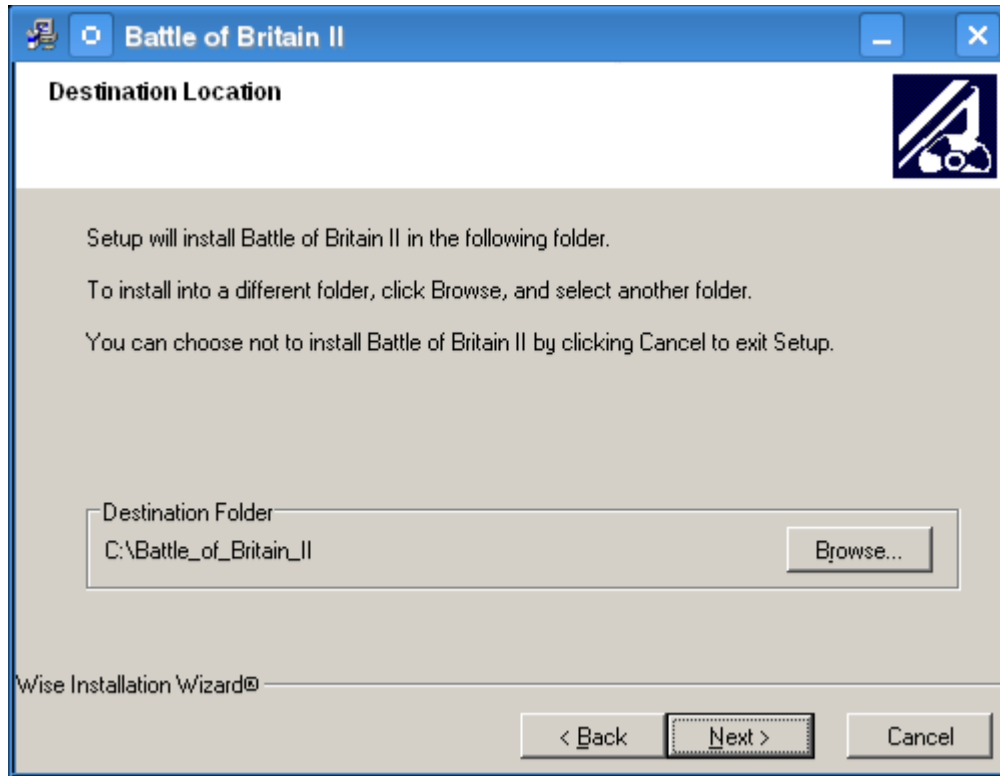 Battle of Britain II
Destination Location
Setup will install Battle of Britain II in the following folder.
To install into a different folder, click Browse, and select another folder.
You can choose not to install Battle of Britain II by clicking Cancel to exit Setup.
Destination Folder
C:\Battle_of_Britain_II
Browse...
Wise Installation Wizard®
< Back
Next >
Cancel